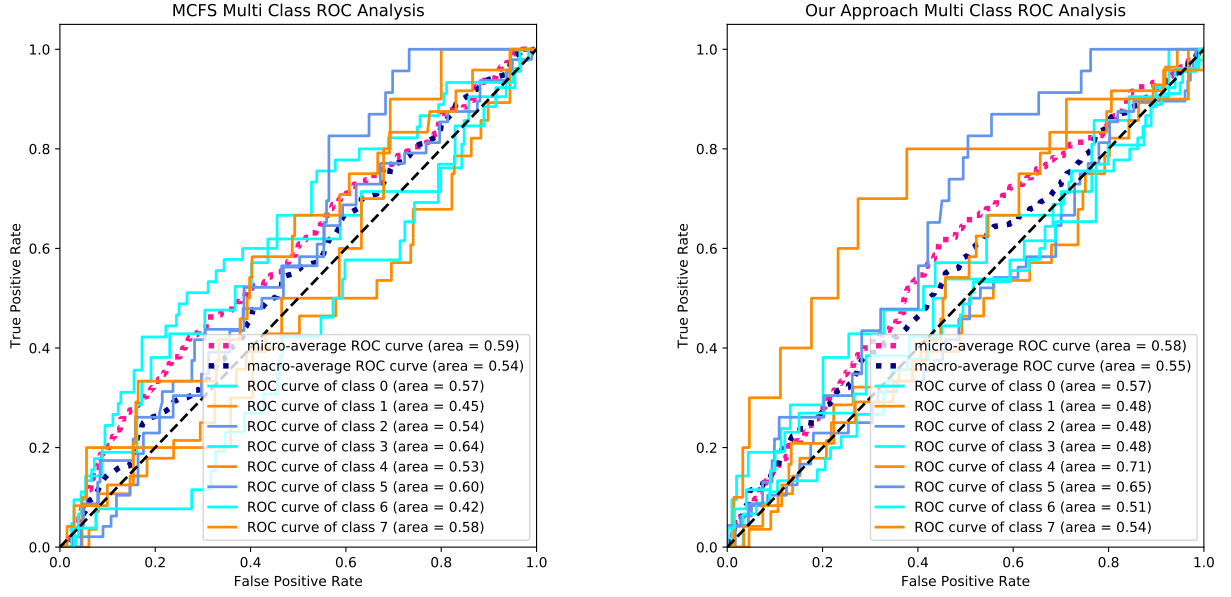 MCFS Multi Class ROC Analysis
True Positive Rate
1.0
0.8
0.6
0.4
0.2
0.0
micro-average ROC curve (area = 0.59)
macro-average ROC curve (area = 0.54)
ROC curve of class 0 (area = 0.57)
ROC curve of class 1 (area = 0.45)
ROC curve of class 2 (area = 0.54)
ROC curve of class 3 (area = 0.64)
ROC curve of class 4 (area = 0.53)
ROC curve of class 5 (area = 0.60)
ROC curve of class 6 (area = 0.42)
ROC curve of class 7 (area = 0.58)
0.0 0.2 0.4 0.6 0.8 1.0
False Positive Rate
Our Approach Multi Class ROC Analysis
True Positive Rate
1.0
0.8
0.6
0.4
0.2
0.0
micro-average ROC curve (area = 0.58)
macro-average ROC curve (area = 0.55)
ROC curve of class 0 (area = 0.57)
ROC curve of class 1 (area = 0.48)
ROC curve of class 2 (area = 0.48)
ROC curve of class 3 (area = 0.48)
ROC curve of class 4 (area = 0.71)
ROC curve of class 5 (area = 0.65)
ROC curve of class 6 (area = 0.51)
ROC curve of class 7 (area = 0.54)
0.0 0.2 0.4 0.6 0.8 1.0
False Positive Rate